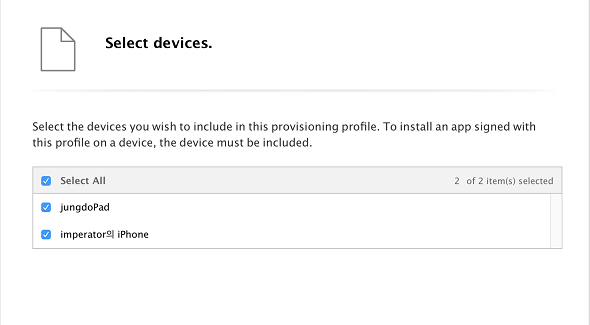 Select devices.
Select the devices you wish to include in this provisioning profile. To install an app signed with
this profile on a device, the device must be included.
Select All 2 of 2 item(s) selected
jungdoPad
imperator의 iPhone